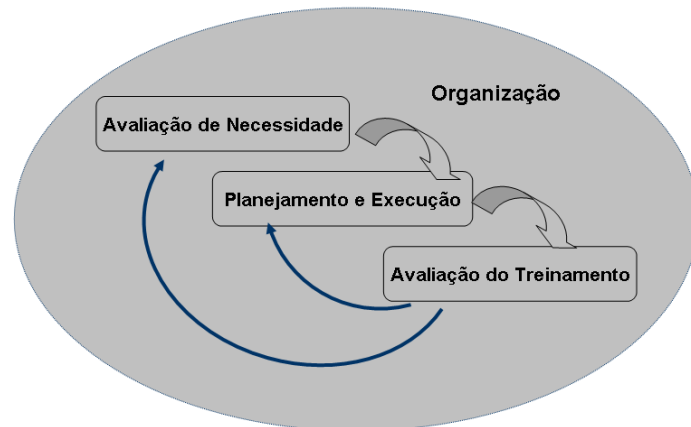 Organização
Avaliação de Necessidade
Planejamento e Execução
Avaliação do Treinamento